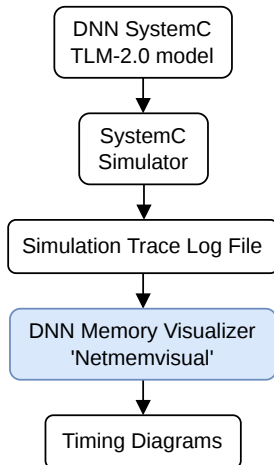 DNN SystemC
TLM-2.0 model
SystemC
Simulator
Simulation Trace Log File
DNN Memory Visualizer
'Netmemvisual'
Timing Diagrams